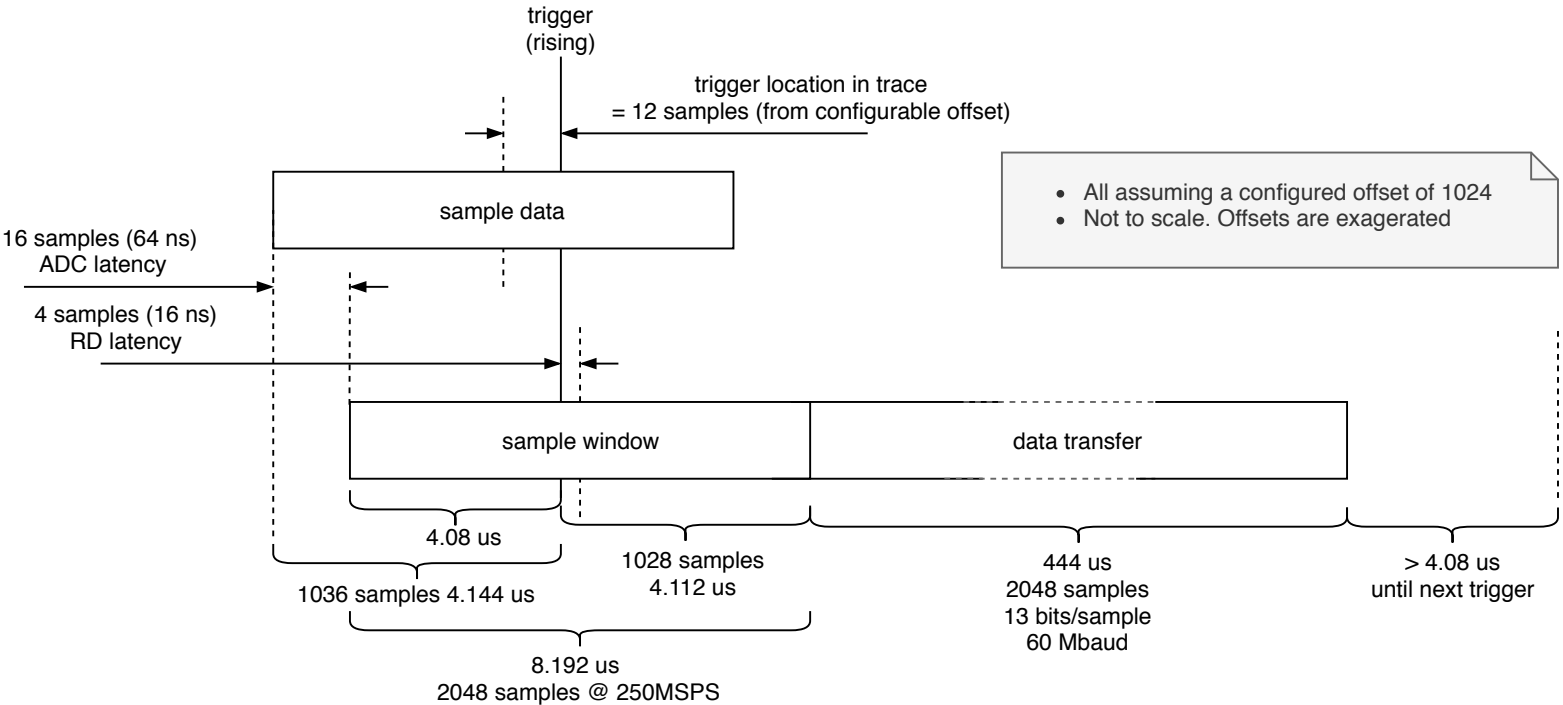 trigger
(rising)
trigger location in trace
= 12 samples (from configurable offset)
• All assuming a configured offset of 1024
• Not to scale. Offsets are exagerated
sample data
16 samples (64 ns)
ADC latency
4 samples (16 ns)
RD latency
sample window
data transfer
4.08 us
1036 samples 4.144 us
1028 samples
4.112 us
444 us
2048 samples
13 bits/sample
60 Mbaud
> 4.08 us
until next trigger
8.192 us
2048 samples @ 250MSPS